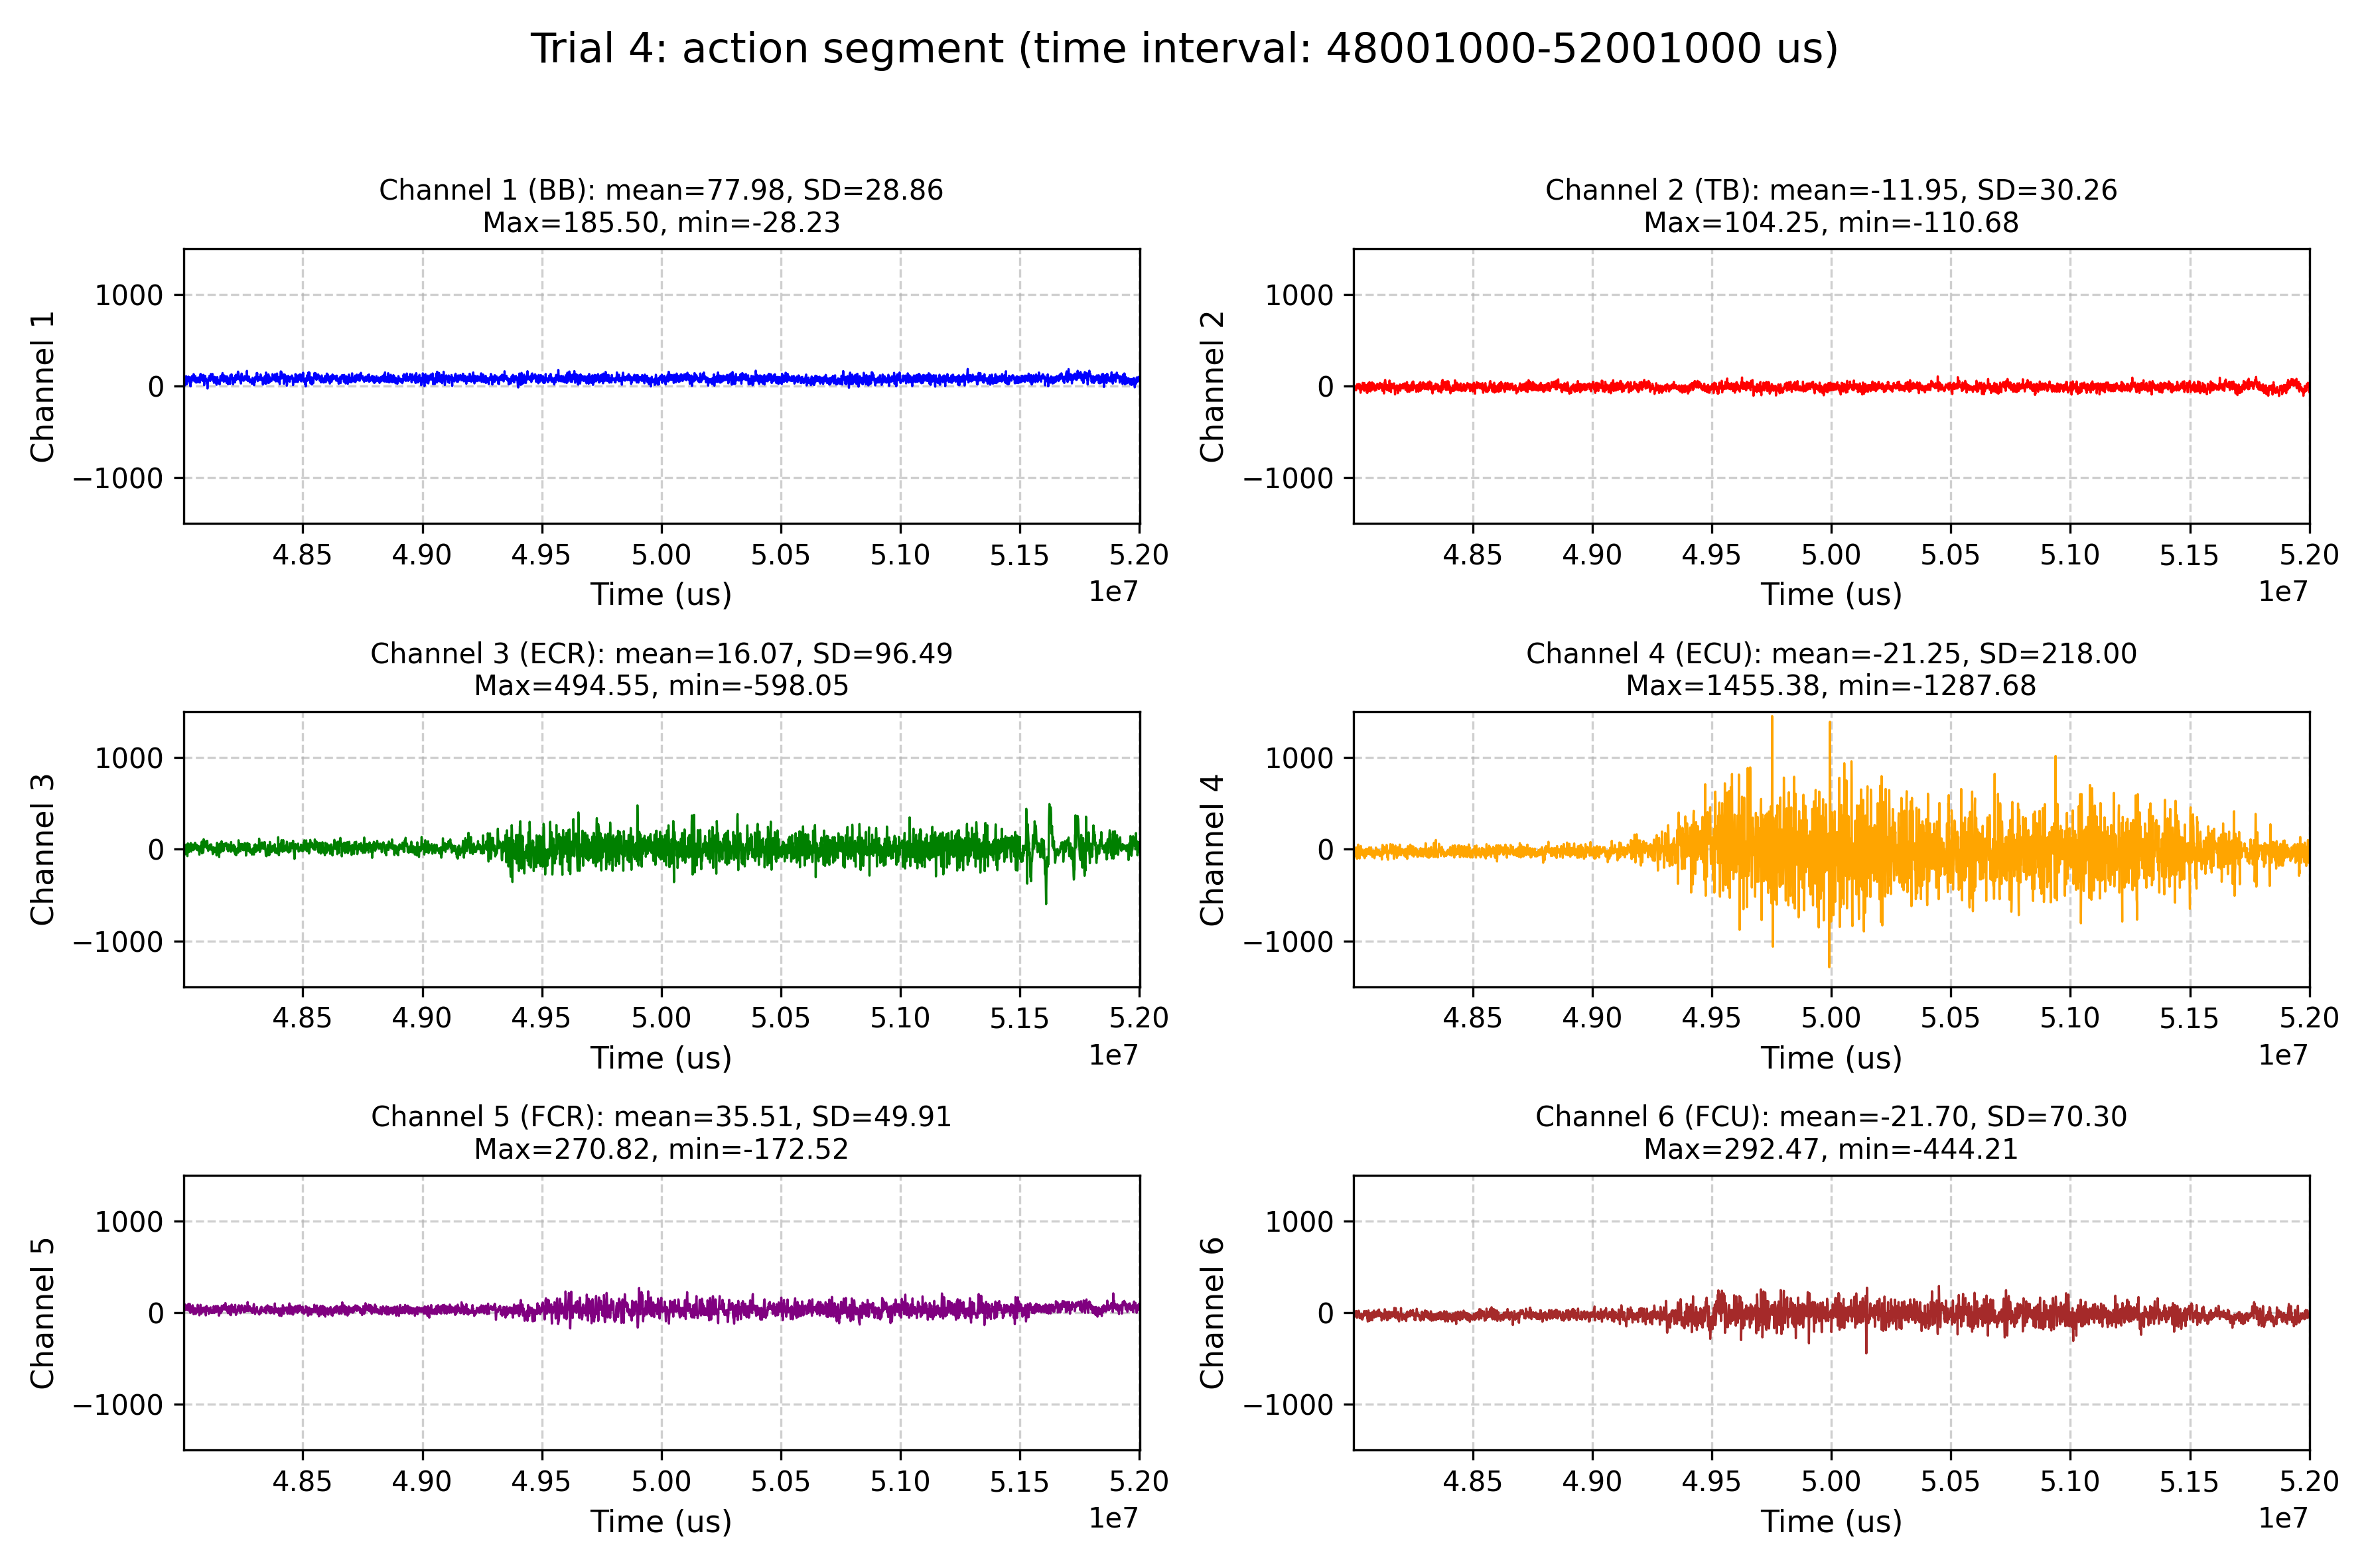 Trial 4: action segment (time interval: 48001000-52001000 us)
Channel 1 (BB): mean=77.98, SD=28.86
Max=185.50, min=-28.23
Channel 1
1000
0
−1000
4.85 4.90 4.95 5.00 5.05 5.10 5.15 5.20
Time (us)
1e7
Channel 2 (TB): mean=-11.95, SD=30.26
Max=104.25, min=-110.68
Channel 2
1000
0
−1000
4.85 4.90 4.95 5.00 5.05 5.10 5.15 5.20
Time (us)
1e7
Channel 3 (ECR): mean=16.07, SD=96.49
Max=494.55, min=-598.05
Channel 3
1000
0
−1000
4.85 4.90 4.95 5.00 5.05 5.10 5.15 5.20
Time (us)
1e7
Channel 4 (ECU): mean=-21.25, SD=218.00
Max=1455.38, min=-1287.68
Channel 4
1000
0
−1000
4.85 4.90 4.95 5.00 5.05 5.10 5.15 5.20
Time (us)
1e7
Channel 5 (FCR): mean=35.51, SD=49.91
Max=270.82, min=-172.52
Channel 5
1000
0
−1000
4.85 4.90 4.95 5.00 5.05 5.10 5.15 5.20
Time (us)
1e7
Channel 6 (FCU): mean=-21.70, SD=70.30
Max=292.47, min=-444.21
Channel 6
1000
0
−1000
4.85 4.90 4.95 5.00 5.05 5.10 5.15 5.20
Time (us)
1e7